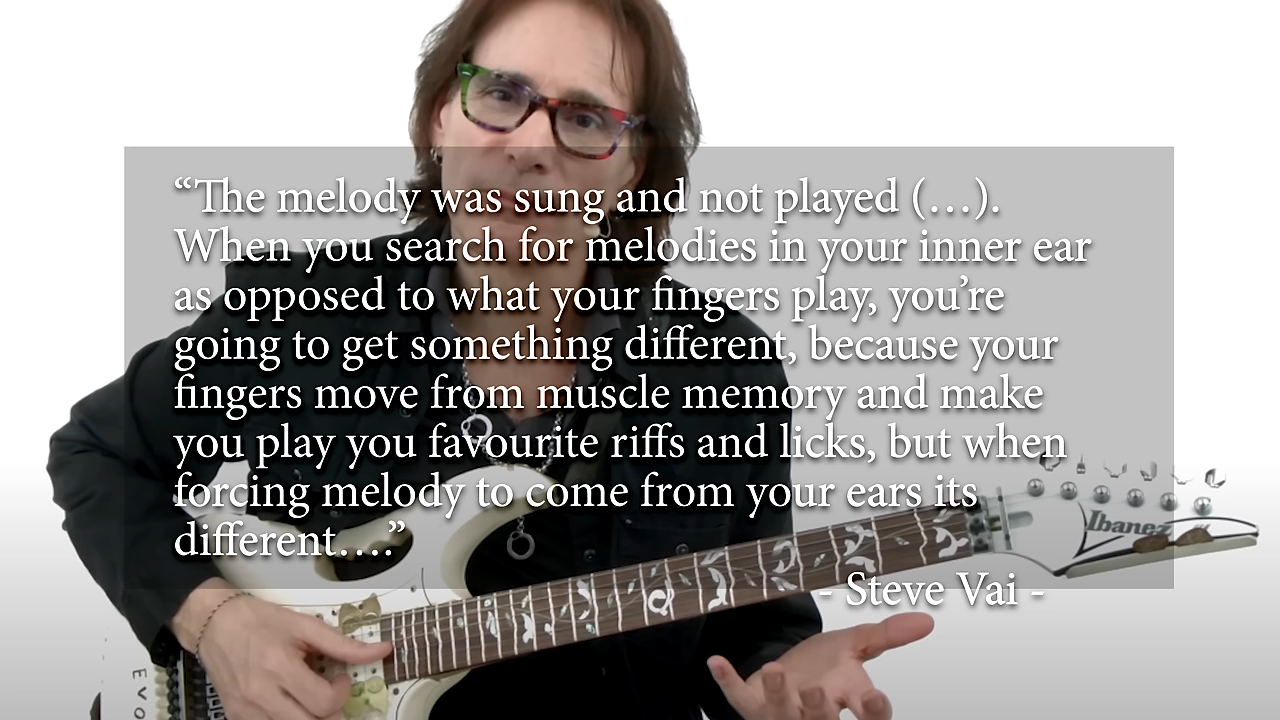 “The melody was sung and not played (…).
When you search for melodies in your inner ear
as opposed to what your fingers play, you’re
going to get something different, because your
fingers move from muscle memory and make
you play you favourite riffs and licks, but when
forcing melody to come from your ears its
different….”
- Steve Vai -
Ibanez
EVO